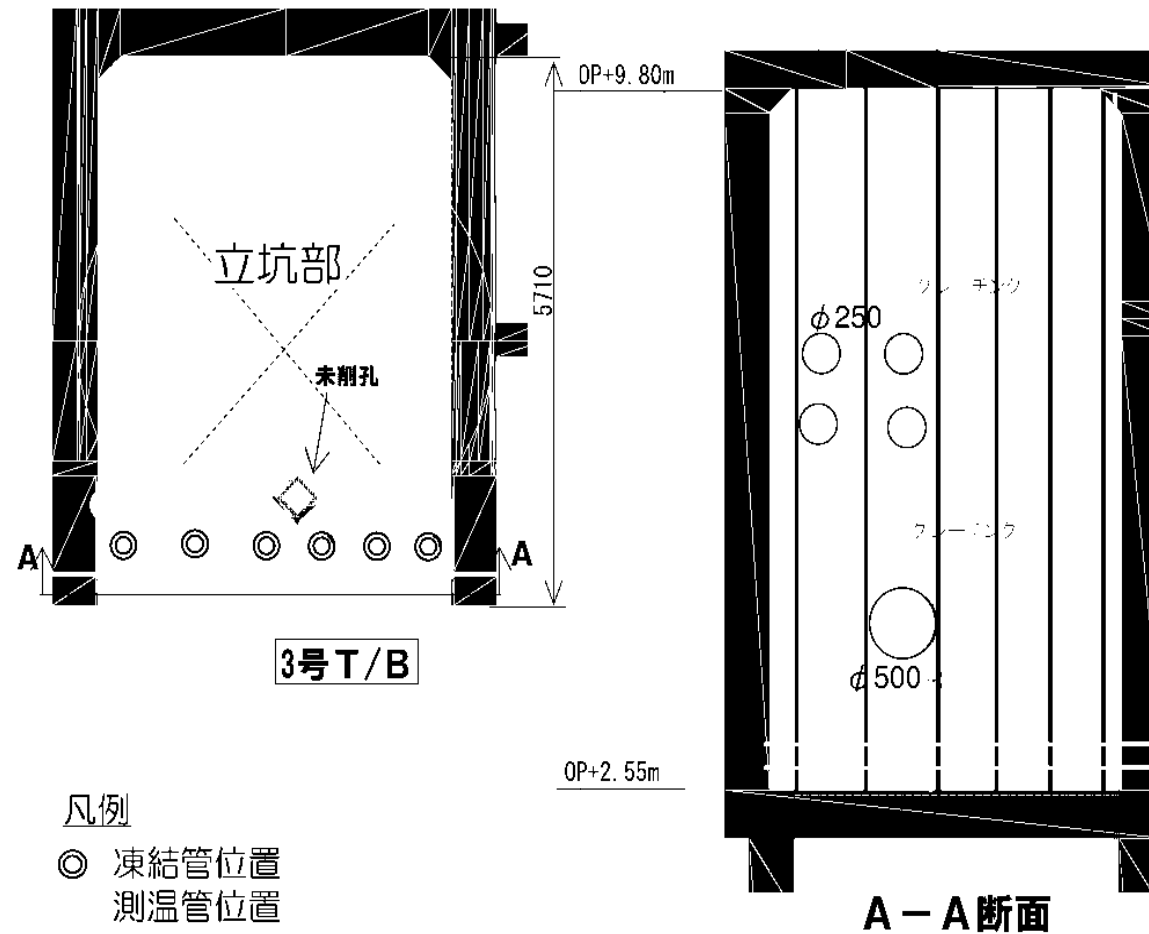 OP+9.80m
立坑部
5710
未削孔
φ250
A
A
3号T/B
φ500
OP+2.55m
凡例
◎ 凍結管位置
測温管位置
A-A断面